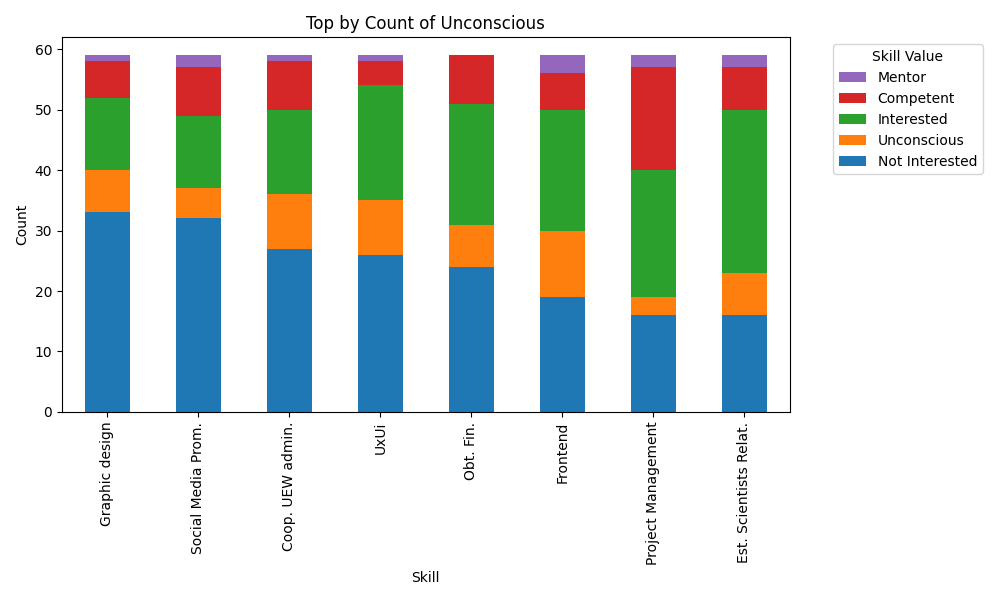 Top by Count of Unconscious
60
50
40
30
20
10
0
Count
Graphic design
Social Media Prom.
Coop. UEW admin.
UxUi
Obt. Fin.
Frontend
Project Management
Est. Scientists Relat.
Skill
Skill Value
Mentor
Competent
Interested
Unconscious
Not Interested